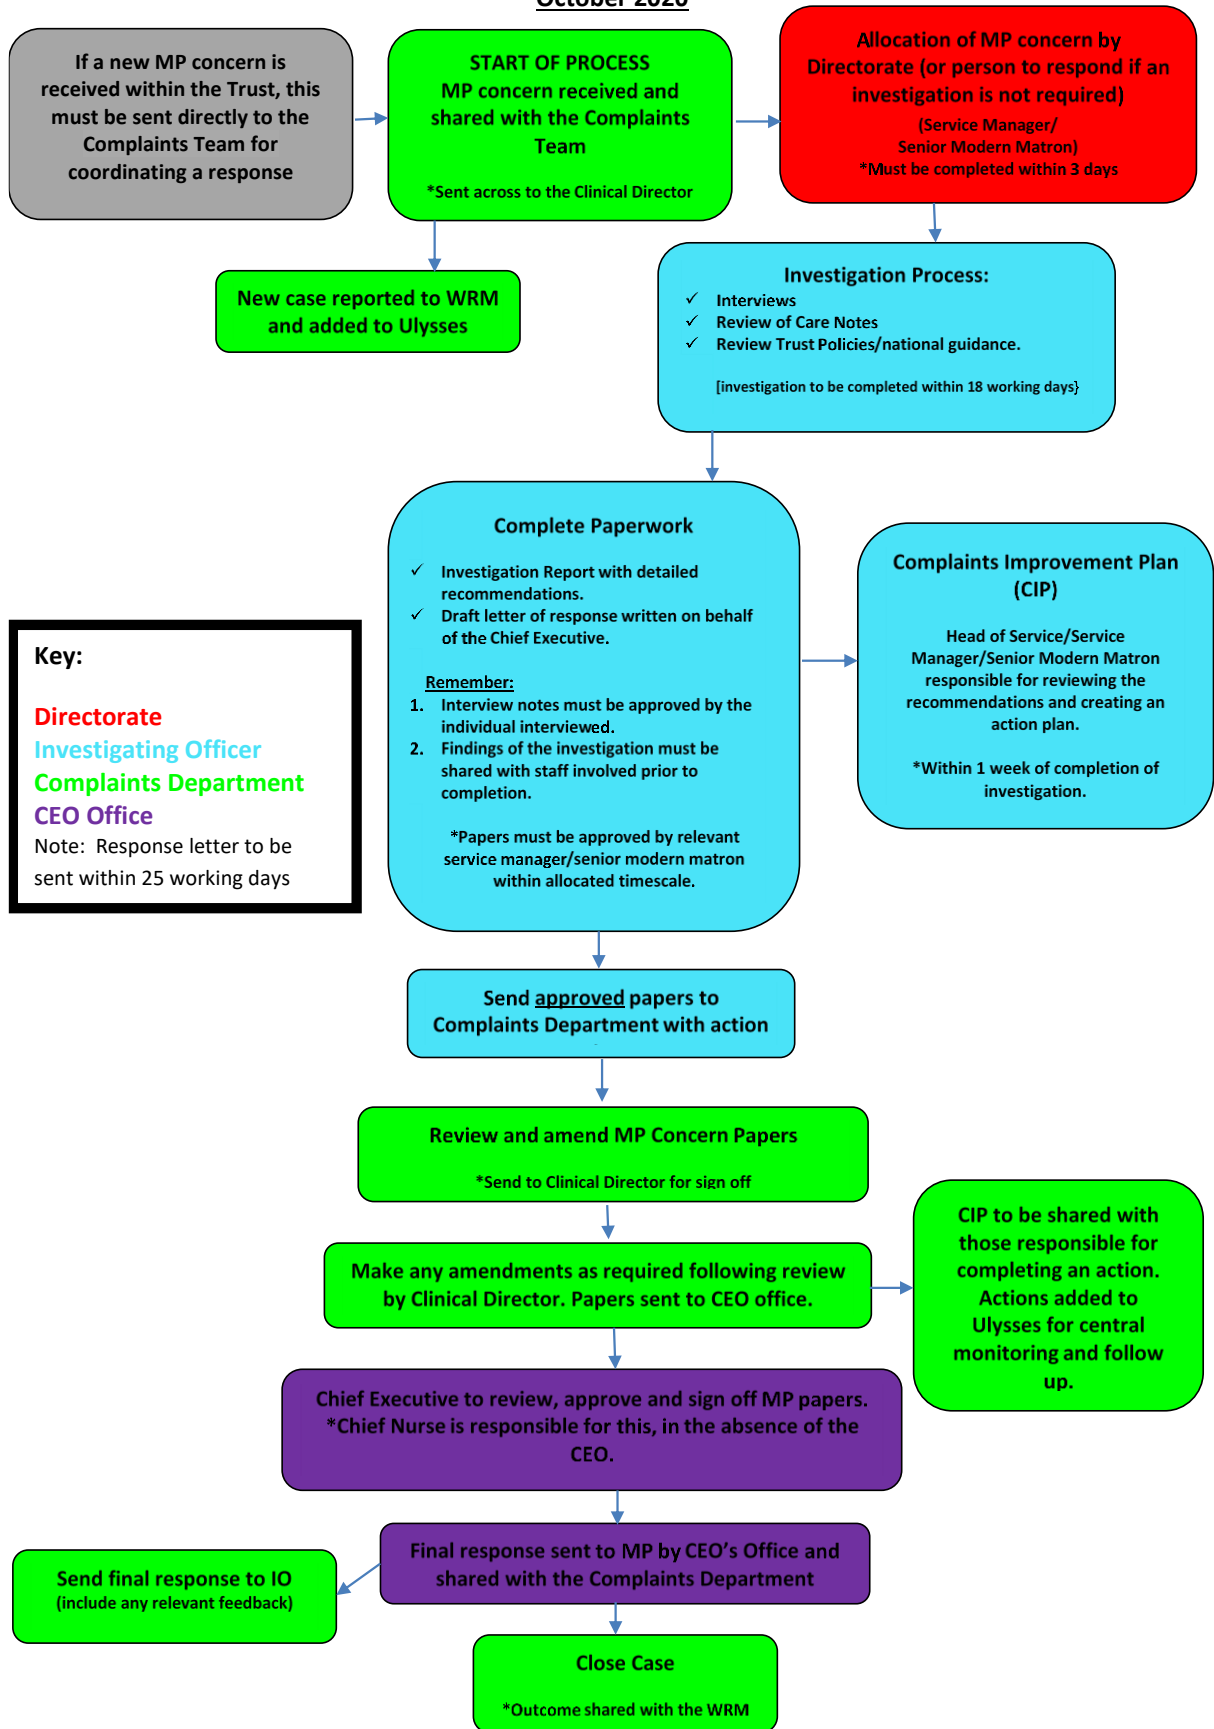 October 2020
If a new MP concern is
received within the Trust, this
must be sent directly to the
Complaints Team for
coordinating a response
START OF PROCESS
MP concern received and
shared with the Complaints
Team
*Sent across to the Clinical Director
Allocation of MP concern by
Directorate (or person to respond if an
investigation is not required)
(Service Manager/
Senior Modern Matron)
*Must be completed within 3 days
New case reported to WRM
and added to Ulysses
Investigation Process:
✓ Interviews
✓ Review of Care Notes
✓ Review Trust Policies/national guidance.
[investigation to be completed within 18 working days}
Complete Paperwork
✓ Investigation Report with detailed
recommendations.
✓ Draft letter of response written on behalf
of the Chief Executive.
Remember:
1. Interview notes must be approved by the
individual interviewed.
2. Findings of the investigation must be
shared with staff involved prior to
completion.
*Papers must be approved by relevant
service manager/senior modern matron
within allocated timescale.
Complaints Improvement Plan
(CIP)
Head of Service/Service
Manager/Senior Modern Matron
responsible for reviewing the
recommendations and creating an
action plan.
*Within 1 week of completion of
investigation.
Key:
Directorate
Investigating Officer
Complaints Department
CEO Office
Note: Response letter to be
sent within 25 working days
Send approved papers to
Complaints Department with action
Review and amend MP Concern Papers
*Send to Clinical Director for sign off
Make any amendments as required following review
by Clinical Director. Papers sent to CEO office.
CIP to be shared with
those responsible for
completing an action.
Actions added to
Ulysses for central
monitoring and follow
up.
Chief Executive to review, approve and sign off MP papers.
*Chief Nurse is responsible for this, in the absence of the
CEO.
Final response sent to MP by CEO's Office and
shared with the Complaints Department
Send final response to IO
(include any relevant feedback)
Close Case
*Outcome shared with the WRM